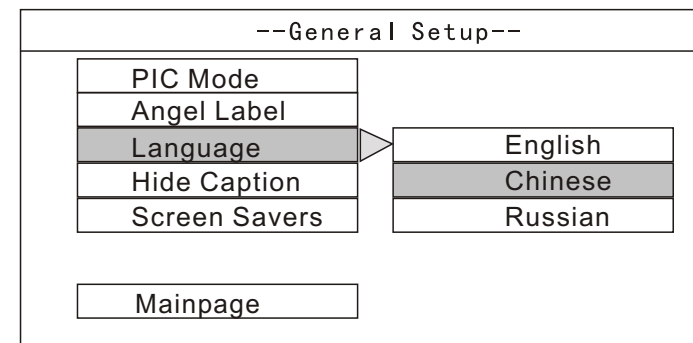 --General Setup--
PIC Mode
Angel Label
Language
English
Hide Caption
Chinese
Screen Savers
Russian
Mainpage